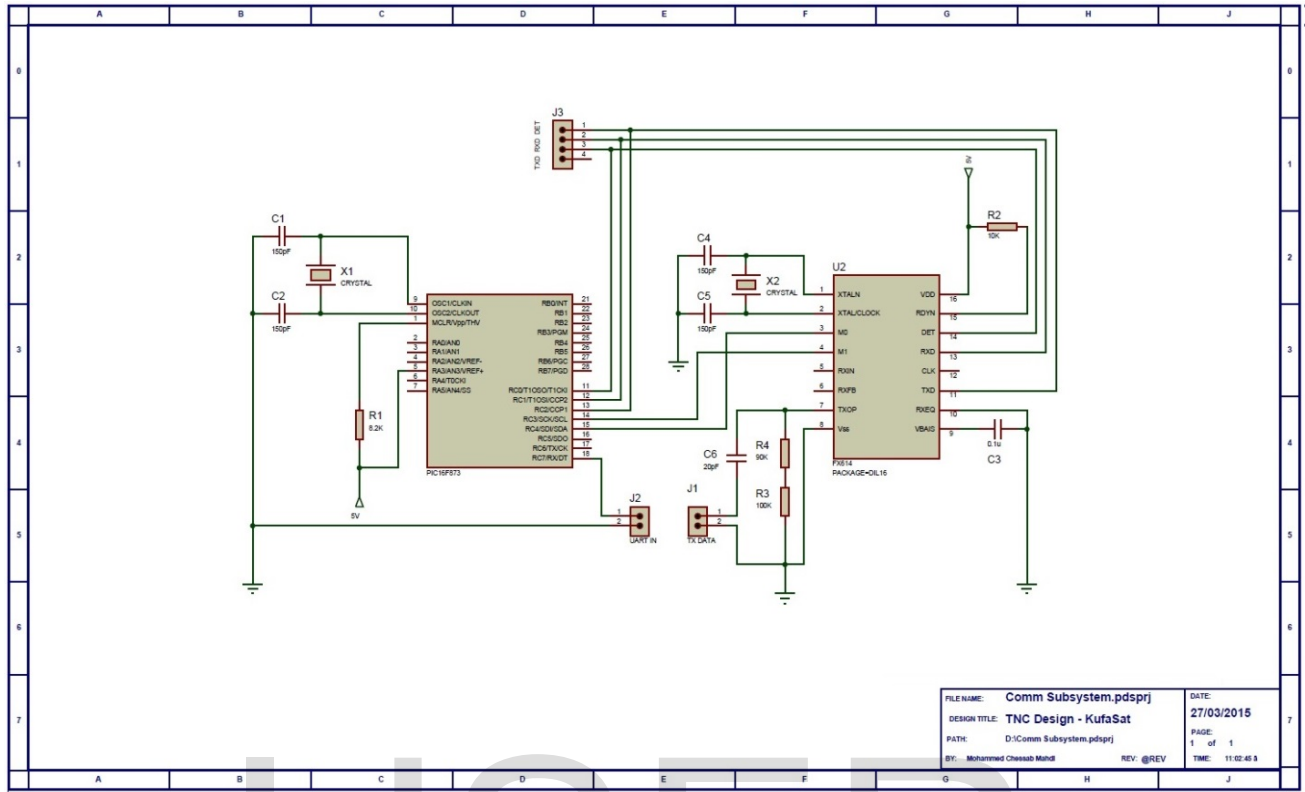 A B C D E F G H J
0 0
J3
TXD RXD DET
1
2
3
4
1 1
5V
C1
150pF
X1
CRYSTAL
C2
150pF
C4
150pF
X2
CRYSTAL
C5
150pF
R2
10K
2 2
U2
9 OSC1/CLKIN RB0/INT 21
10 OSC2/CLKOUT RB1 22
1 MCLR/Vpp/THV RB2 23
RB3/PGM 24
2 RA0/AN0 RB4 25
3 RA1/AN1 RB5 26
4 RA2/AN2/VREF- RB6/PGC 27
5 RA3/AN3/VREF+ RB7/PGD 28
6 RA4/T0CKI
7 RA5/AN4/SS RC0/T1OSO/T1CKI 11
RC1/T1OSI/CCP2 12
RC2/CCP1 13
RC3/SCK/SCL 14
RC4/SDI/SDA 15
RC5/SDO 16
RC6/TX/CK 17
RC7/RX/DT 18
PIC16F873
1 XTALN VDD 16
2 XTAL/CLOCK RDYN 15
3 M0 DET 14
4 M1 RXD 13
5 RXIN CLK 12
6 RXFB TXD 11
7 TXOP RXEQ 10
8 Vss VBAIS 9
FX614
PACKAGE=DIL16
3 3
R1
8.2K
5V
4 4
C6
20pF
R4
90K
R3
100K
0.1u
C3
J2
1
2
UART IN
J1
1
2
TX DATA
5 5
6 6
7 7
FILE NAME: Comm Subsystem.pdsprj
DESIGN TITLE: TNC Design - KufaSat
PATH: D:\Comm Subsystem.pdsprj
BY: Mohammed Chessab Mahdi REV: @REV
DATE:
27/03/2015
PAGE:
1 of 1
TIME: 11:02:45
A B C D E F G H J